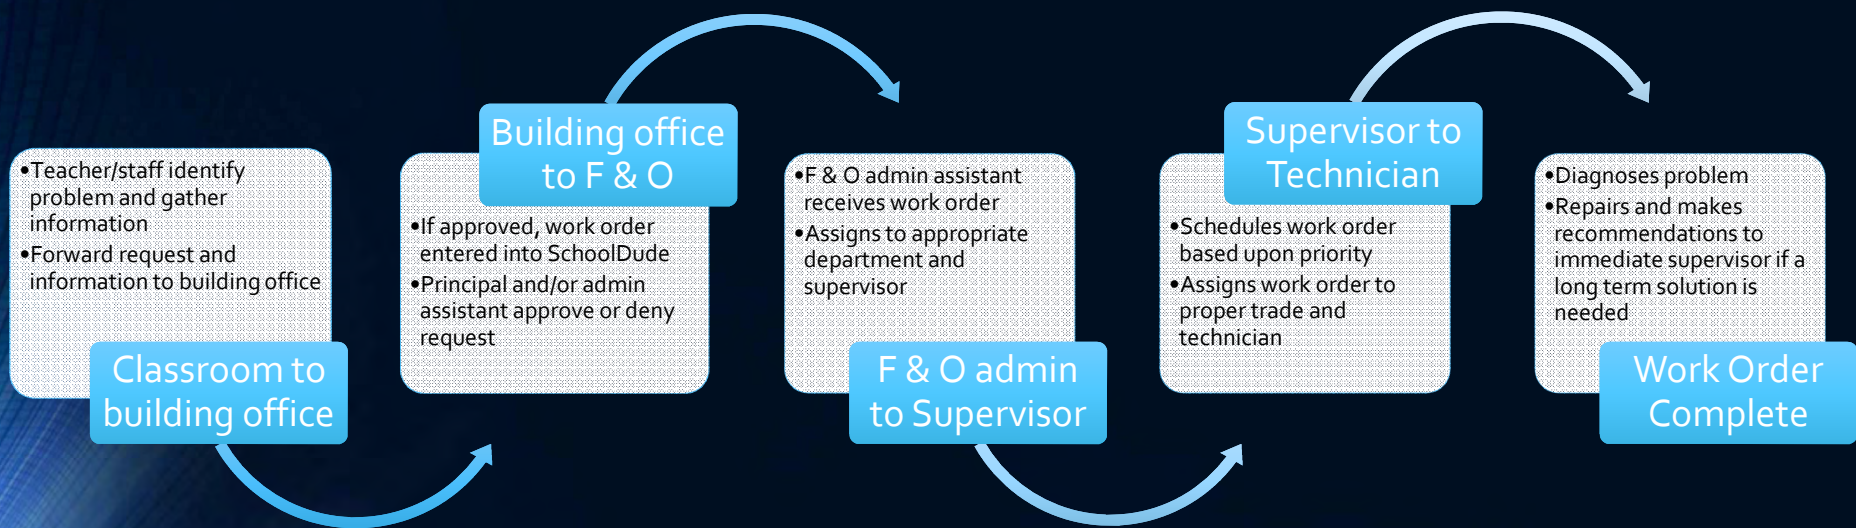 •Teacher/staff identify
problem and gather
information
•Forward request and
information to building office
Classroom to
building office
Building office
to F & O
•If approved, work order
entered into SchoolDude
•Principal and/or admin
assistant approve or deny
request
•F & O admin assistant
receives work order
•Assigns to appropriate
department and
supervisor
F & O admin
to Supervisor
Supervisor to
Technician
•Schedules work order
based upon priority
•Assigns work order to
proper trade and
technician
•Diagnoses problem
•Repairs and makes
recommendations to
immediate supervisor if a
long term solution is
needed
Work Order
Complete